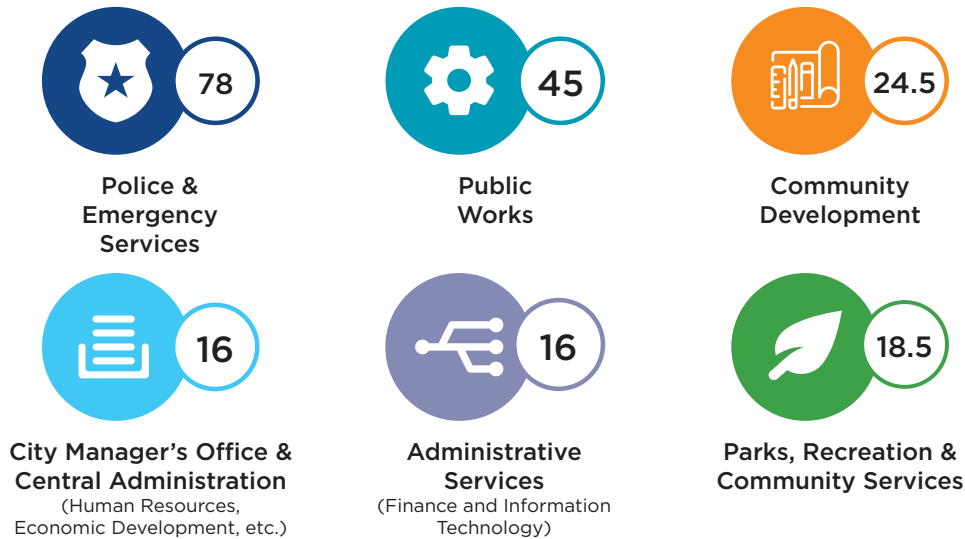 78
Police &
Emergency
Services
45
Public
Works
24.5
Community
Development
16
City Manager's Office &
Central Administration
(Human Resources,
Economic Development, etc.)
16
Administrative
Services
(Finance and Information
Technology)
18.5
Parks, Recreation &
Community Services